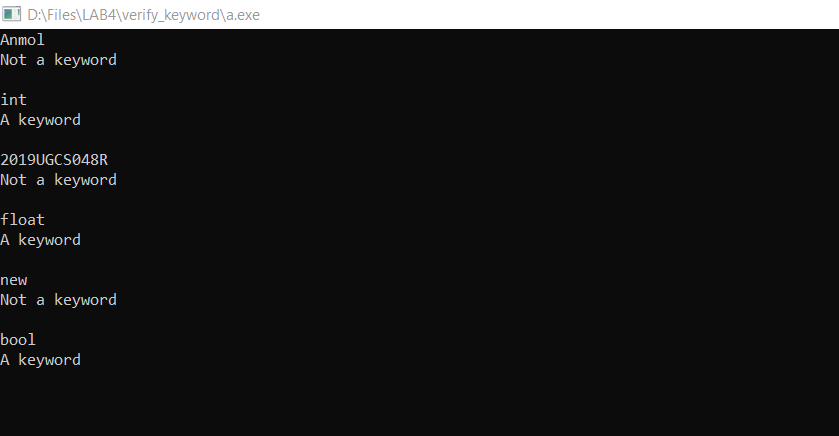 D:\Files\LAB4\verify_keyword\a.exe
Anmol
Not a keyword
int
A keyword
2019UGCS048R
Not a keyword
float
A keyword
new
Not a keyword
bool
A keyword